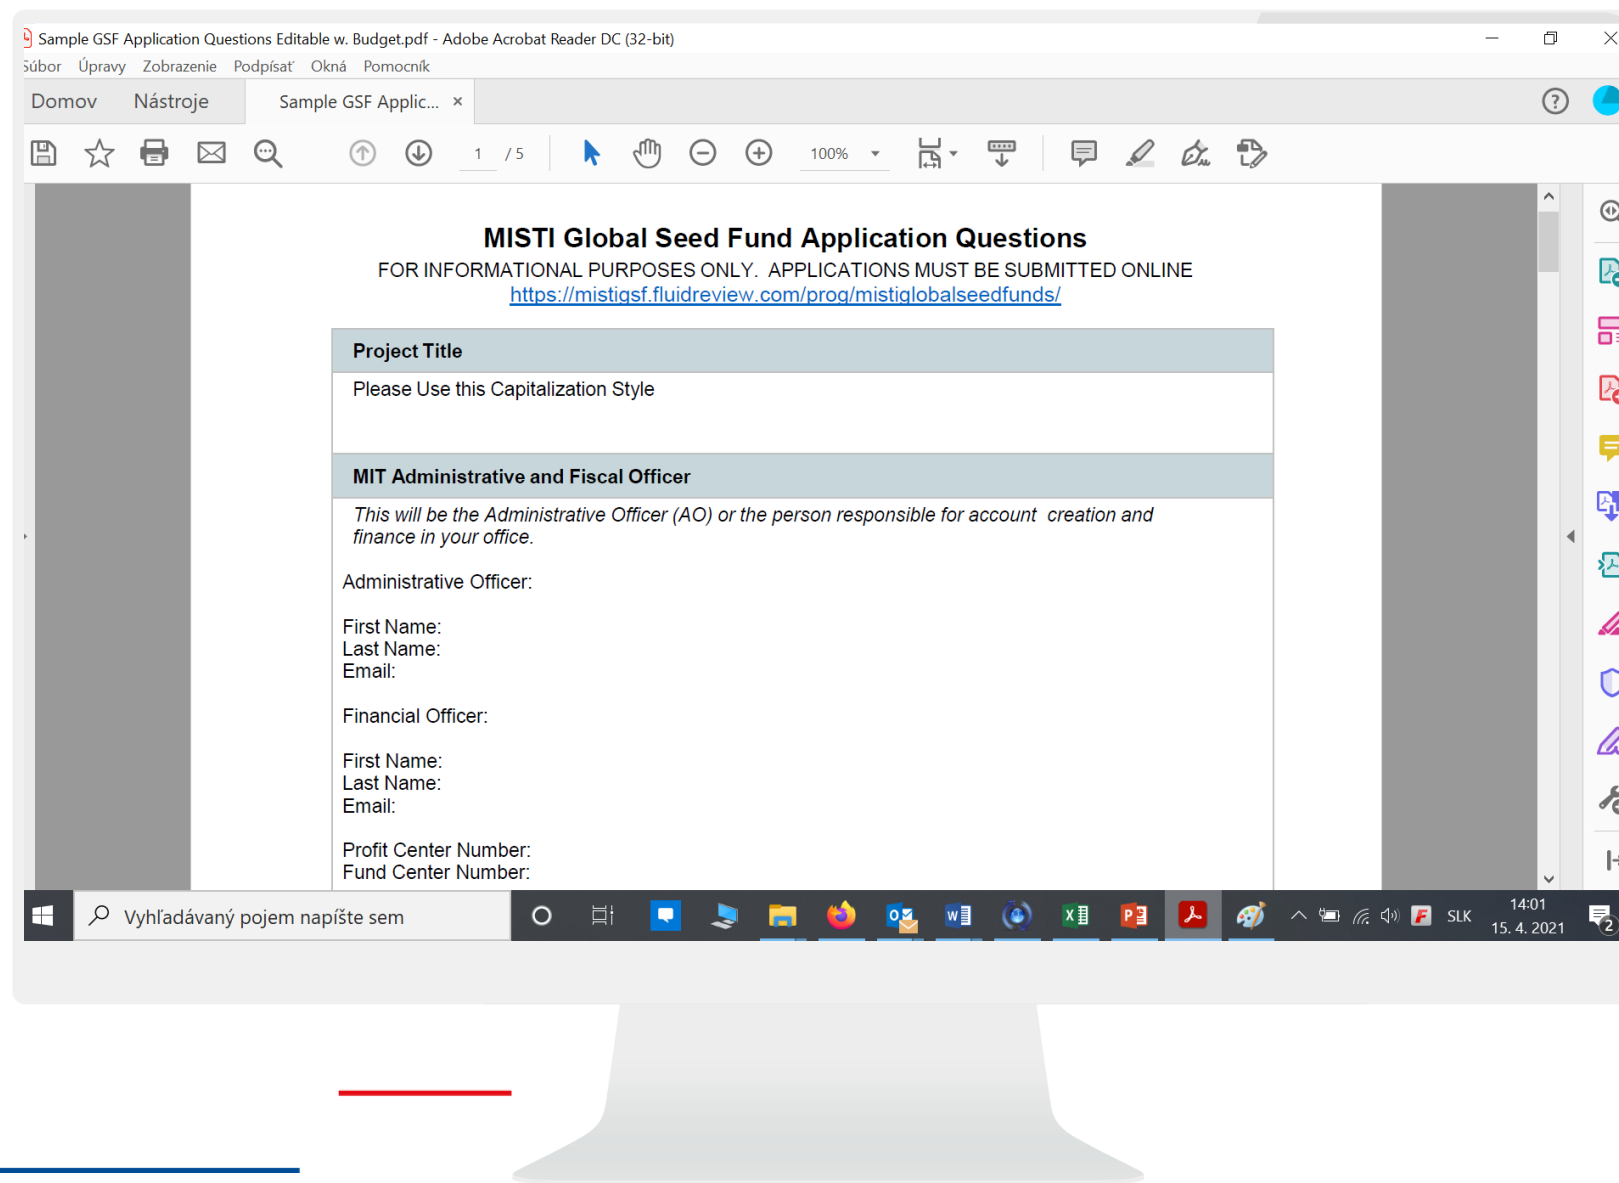 Sample GSF Application Questions Editable w. Budget.pdf - Adobe Acrobat Reader DC (32-bit)
Súbor Úpravy Zobrazenie Podpísať Okná Pomocník
Domov Nástroje Sample GSF Applic... ×
1 / 5 100%
MISTI Global Seed Fund Application Questions
FOR INFORMATIONAL PURPOSES ONLY. APPLICATIONS MUST BE SUBMITTED ONLINE
https://mistigsf.fluidreview.com/prog/mistiglobalseedfunds/
Project Title
Please Use this Capitalization Style
MIT Administrative and Fiscal Officer
This will be the Administrative Officer (AO) or the person responsible for account creation and
finance in your office.
Administrative Officer:
First Name:
Last Name:
Email:
Financial Officer:
First Name:
Last Name:
Email:
Profit Center Number:
Fund Center Number:
Vyhľadávaný pojem napíšte sem
SLK
14:01
15. 4. 2021
2